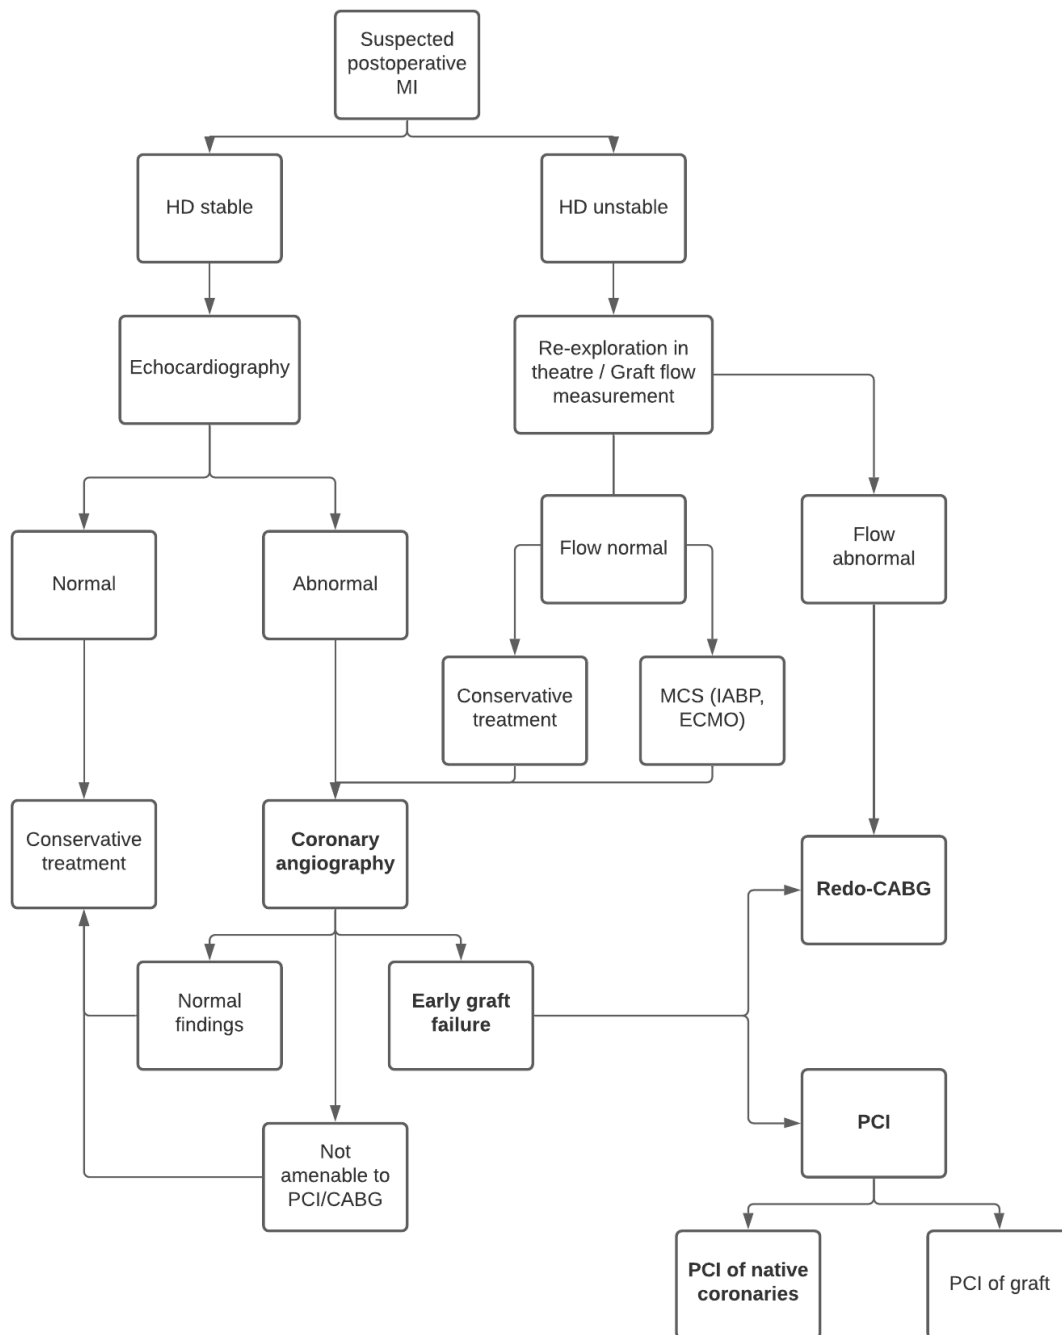 Suspected
postoperative
MI
HD stable
HD unstable
Echocardiography
Re-exploration in
theatre / Graft flow
measurement
Normal
Abnormal
Flow normal
Flow
abnormal
Conservative
treatment
MCS (IABP,
ECMO)
Conservative
treatment
Coronary
angiography
Redo-CABG
Normal
findings
Early graft
failure
PCI
Not
amenable to
PCI/CABG
PCI of native
coronaries
PCI of graft